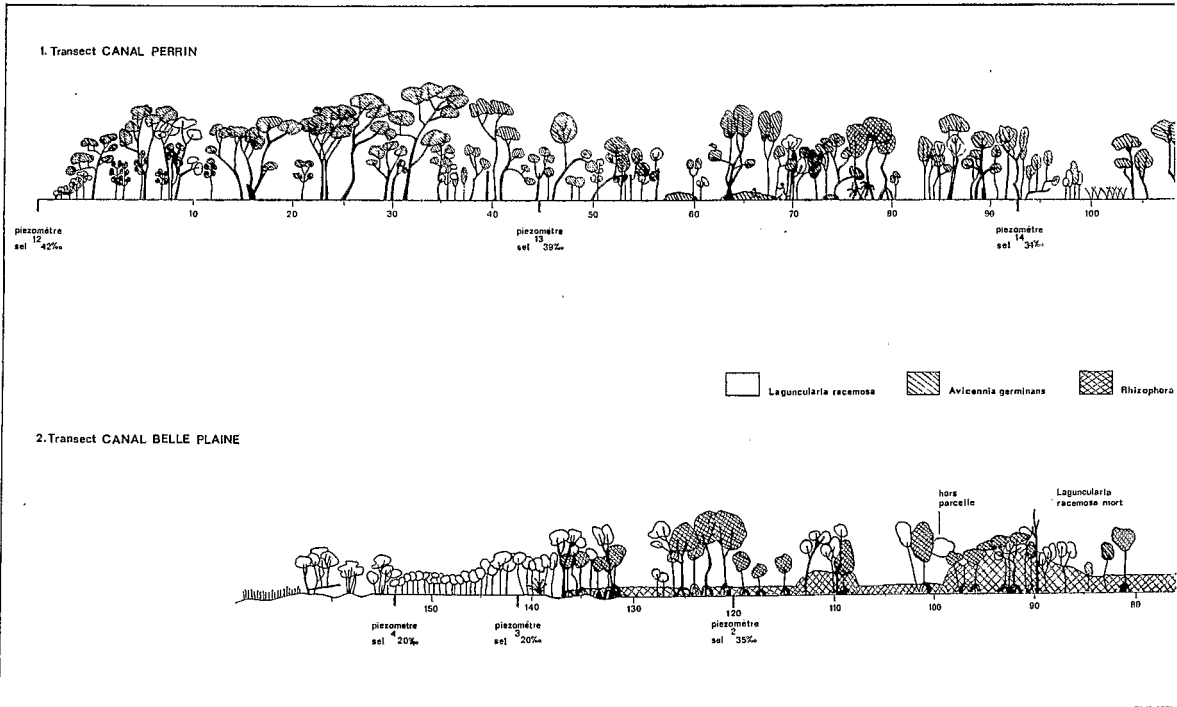 1. Transect CANAL PERRIN
10 20 30 40 50 60 70 80 90 100
piezomètre
12
sel 42‰
piezomètre
13
sel 39‰
piezomètre
14
sel 34‰
Laguncularia racemosa
Avicennia germinans
Rhizophora
2. Transect CANAL BELLE PLAINE
hors
parcelle
Laguncularia
racemosa mort
150 140 130 120 110 100 90 80
piezomètre
4
sel 20‰
piezomètre
3
sel 20‰
piezomètre
2
sel 35‰